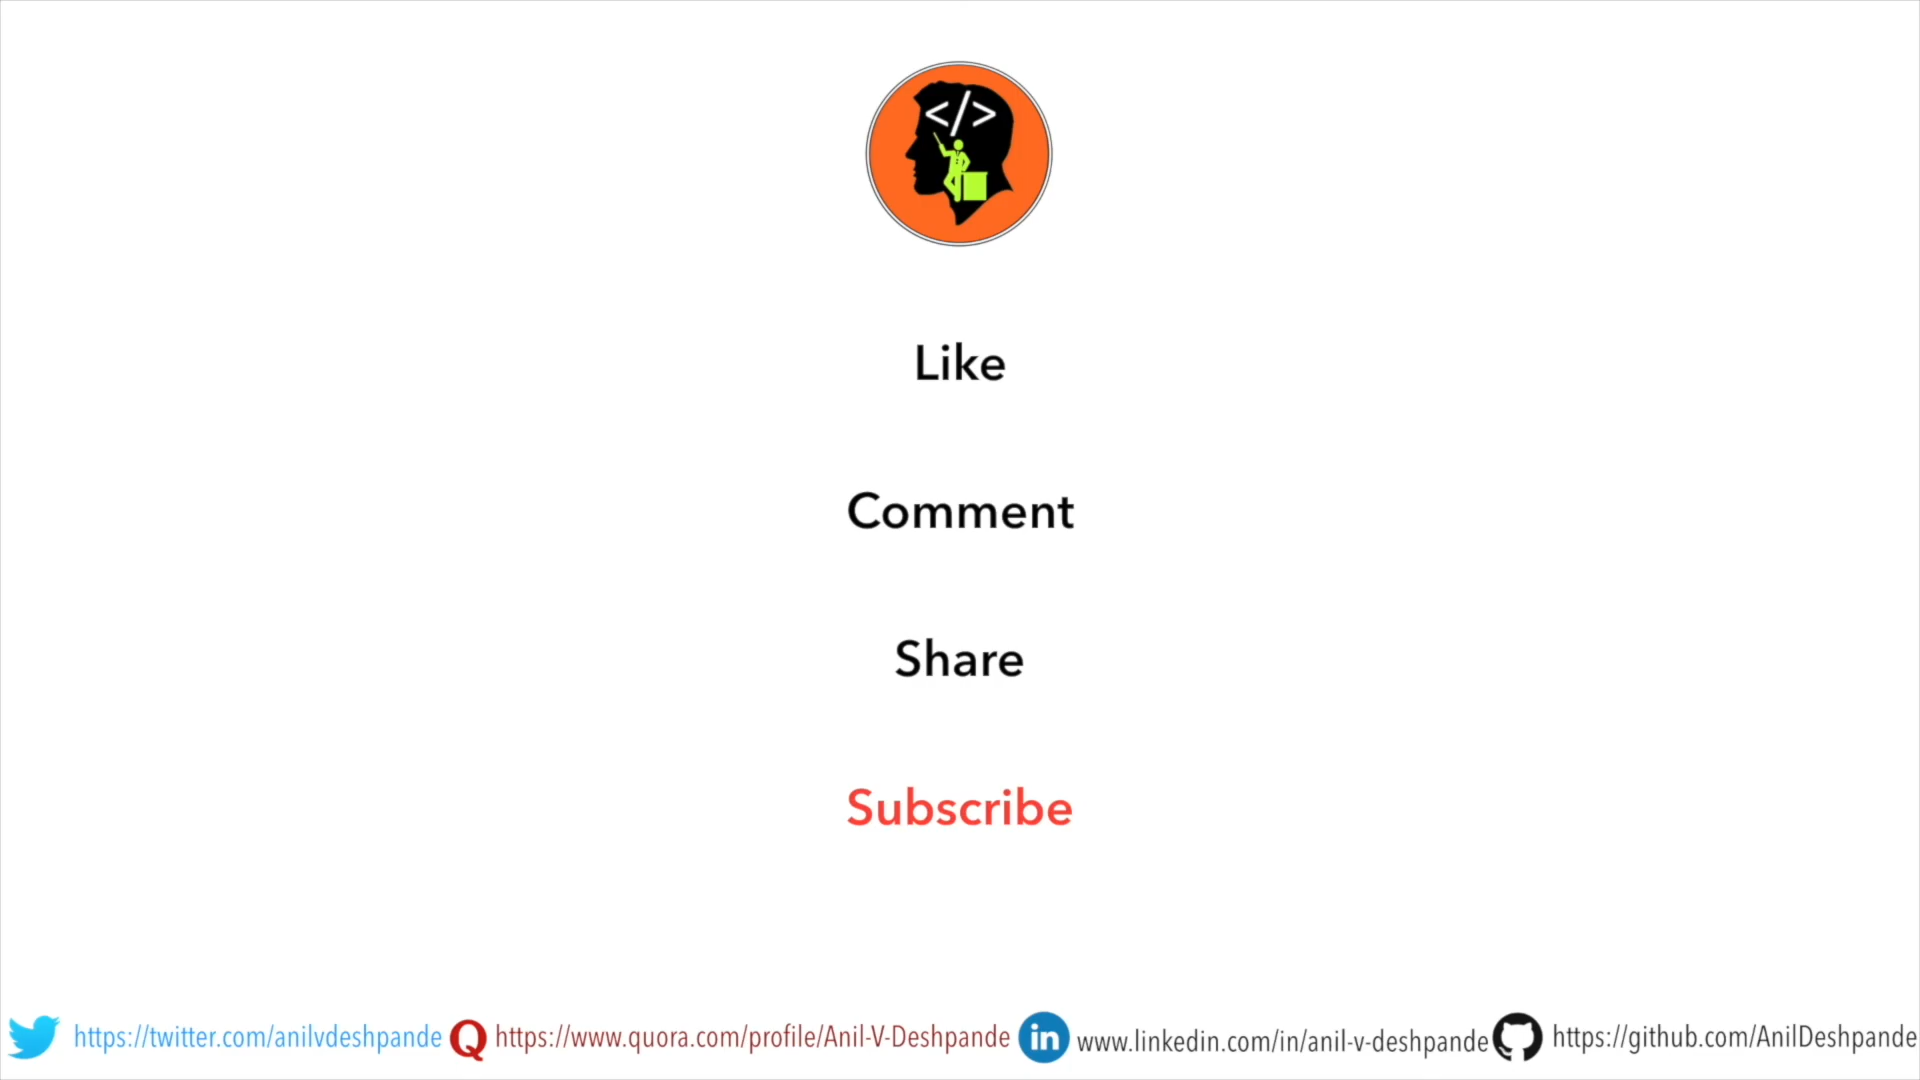 </>
Like
Comment
Share
Subscribe
https://twitter.com/anilvdeshpande
Q https://www.quora.com/profile/Anil-V-Deshpande
in www.linkedin.com/in/anil-v-deshpande
https://github.com/AnilDeshpande